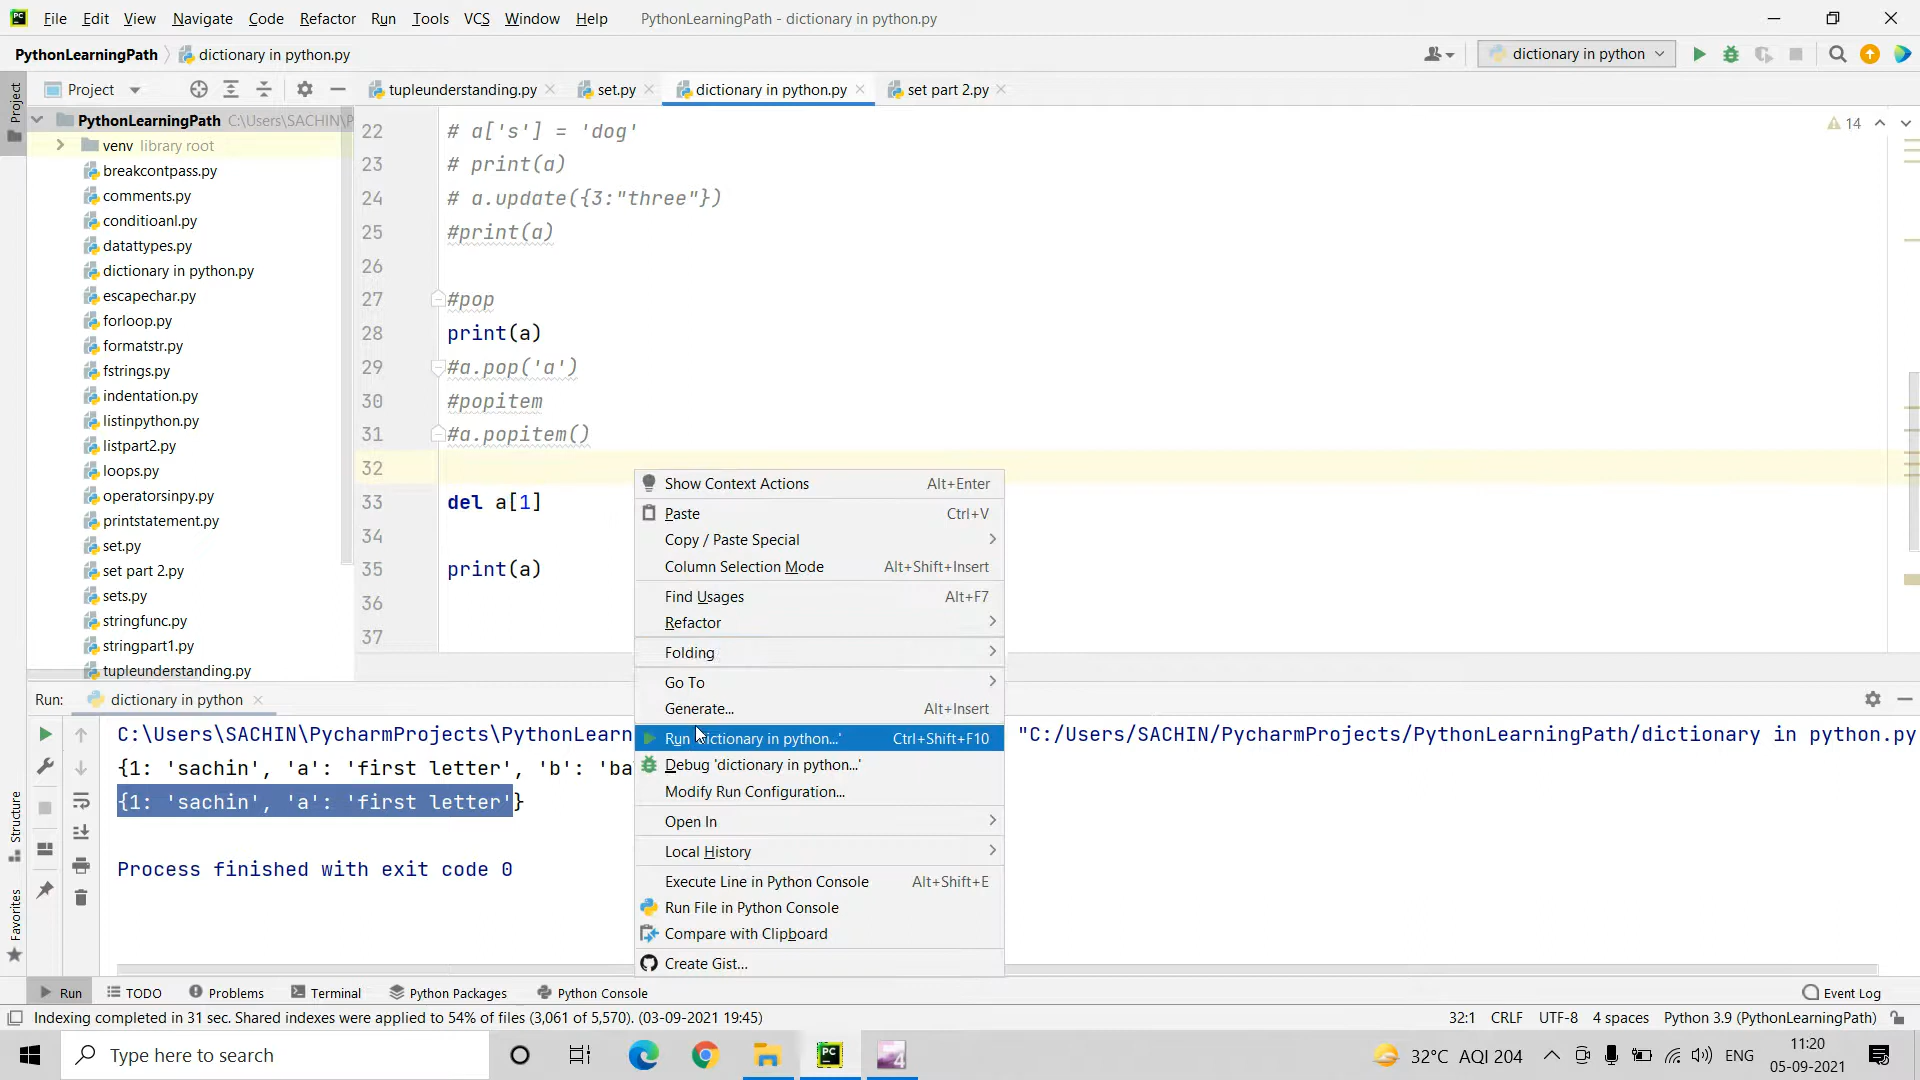 File Edit View Navigate Code Refactor Run Tools VCS Window Help PythonLearningPath - dictionary in python.py
PythonLearningPath dictionary in python.py dictionary in python
Project
Project tupleunderstanding.py set.py dictionary in python.py set part 2.py
PythonLearningPath C:\Users\SACHIN\P
venv library root
breakcontpass.py
comments.py
conditioanl.py
datattypes.py
dictionary in python.py
escapechar.py
forloop.py
formatstr.py
fstrings.py
indentation.py
listinpython.py
listpart2.py
loops.py
operatorsinpy.py
printstatement.py
set.py
set part 2.py
sets.py
stringfunc.py
stringpart1.py
tupleunderstanding.py
14
22 # a['s'] = 'dog'
23 # print(a)
24 # a.update({3:"three"})
25 #print(a)
26
27 #pop
28 print(a)
29 #a.pop('a')
30 #popitem
31 #a.popitem()
32
33 del a[1]
34
35 print(a)
36
37
Show Context Actions Alt+Enter
Paste Ctrl+V
Copy / Paste Special
Column Selection Mode Alt+Shift+Insert
Find Usages Alt+F7
Refactor
Folding
Go To
Generate... Alt+Insert
Run 'dictionary in python...' Ctrl+Shift+F10
Debug 'dictionary in python...'
Modify Run Configuration...
Open In
Local History
Execute Line in Python Console Alt+Shift+E
Run File in Python Console
Compare with Clipboard
Create Gist...
Run: dictionary in python
C:\Users\SACHIN\PycharmProjects\PythonLearn "C:/Users/SACHIN/PycharmProjects/PythonLearningPath/dictionary in python.py
{1: 'sachin', 'a': 'first letter', 'b': 'ba
{1: 'sachin', 'a': 'first letter'}
Process finished with exit code 0
Structure
Favorites
Run TODO Problems Terminal Python Packages Python Console Event Log
Indexing completed in 31 sec. Shared indexes were applied to 54% of files (3,061 of 5,570). (03-09-2021 19:45) 32:1 CRLF UTF-8 4 spaces Python 3.9 (PythonLearningPath)
Type here to search PC 4 32°C AQI 204 ENG 11:20
05-09-2021